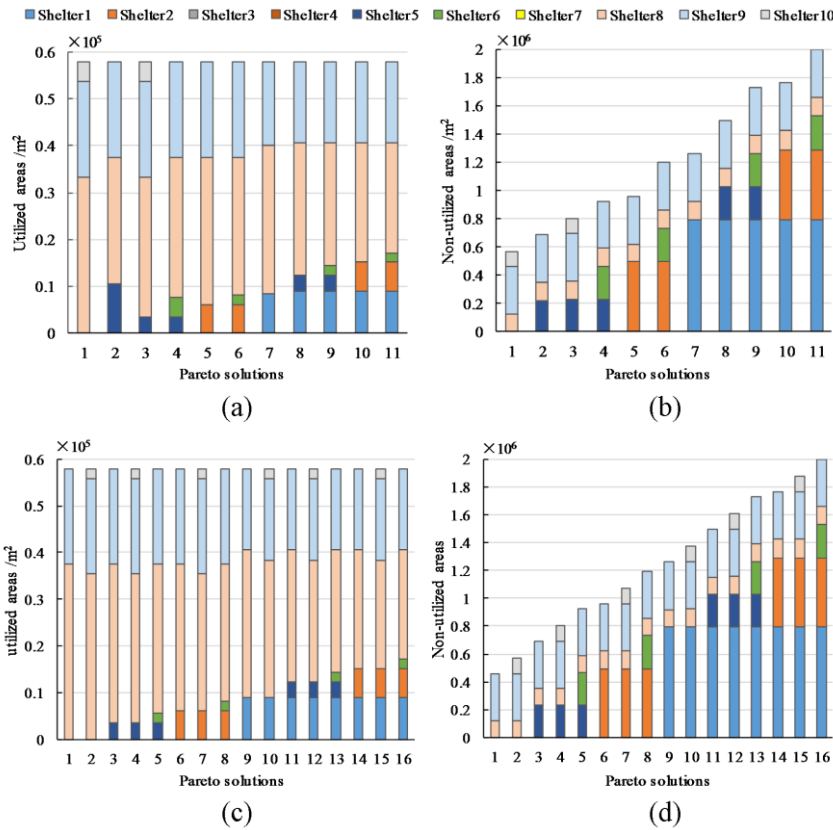 Shelter1 Shelter2 Shelter3 Shelter4 Shelter5 Shelter6 Shelter7 Shelter8 Shelter9 Shelter10
×10⁵
0.6
0.5
0.4
0.3
0.2
0.1
0
Utilized areas /m²
1 2 3 4 5 6 7 8 9 10 11
Pareto solutions
(a)
×10⁶
2
1.8
1.6
1.4
1.2
1
0.8
0.6
0.4
0.2
0
Non-utilized areas /m²
1 2 3 4 5 6 7 8 9 10 11
Pareto solutions
(b)
×10⁵
0.6
0.5
0.4
0.3
0.2
0.1
0
utilized areas /m²
1 2 3 4 5 6 7 8 9 10 11 12 13 14 15 16
Pareto solutions
(c)
×10⁶
2
1.8
1.6
1.4
1.2
1
0.8
0.6
0.4
0.2
0
Non-utilized areas
1 2 3 4 5 6 7 8 9 10 11 12 13 14 15 16
Pareto solutions
(d)